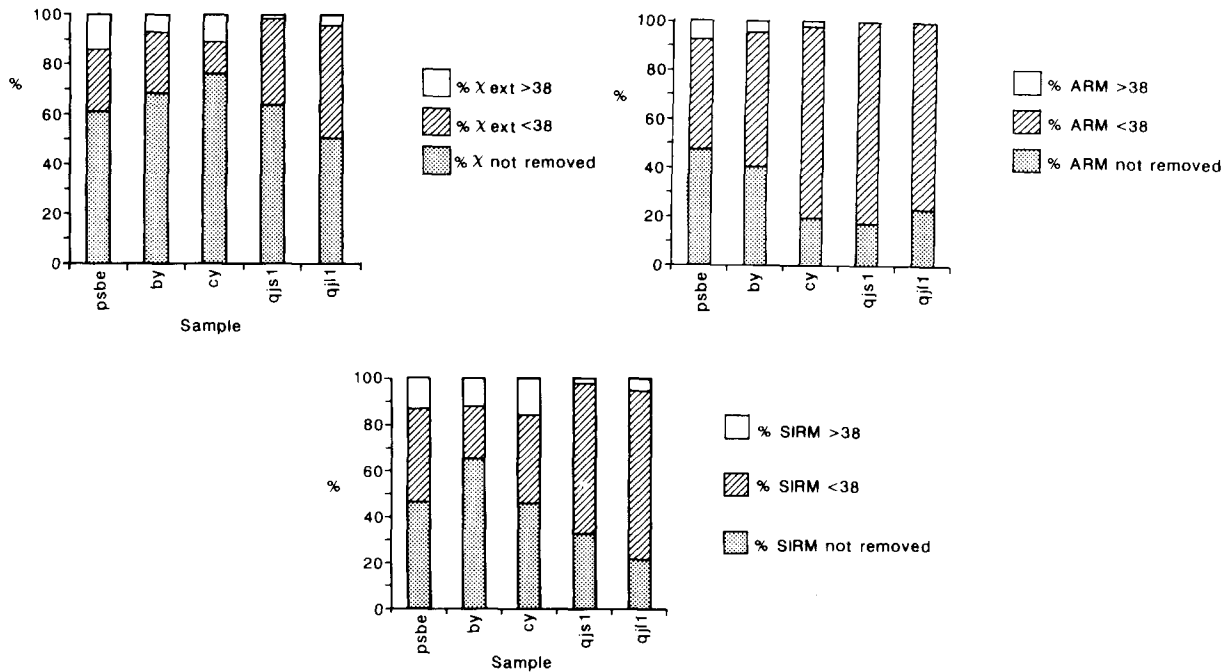 100
80
%
60
40
20
0
psbe
by
cy
qjs1
qjl1
Sample
% χ ext >38
% χ ext <38
% χ not removed
100
80
%
60
40
20
0
psbe
by
cy
qjs1
qjl1
% ARM >38
% ARM <38
% ARM not removed
100
80
60
%
40
20
0
psbe
by
cy
qjs1
qjl1
Sample
% SIRM >38
% SIRM <38
% SIRM not removed